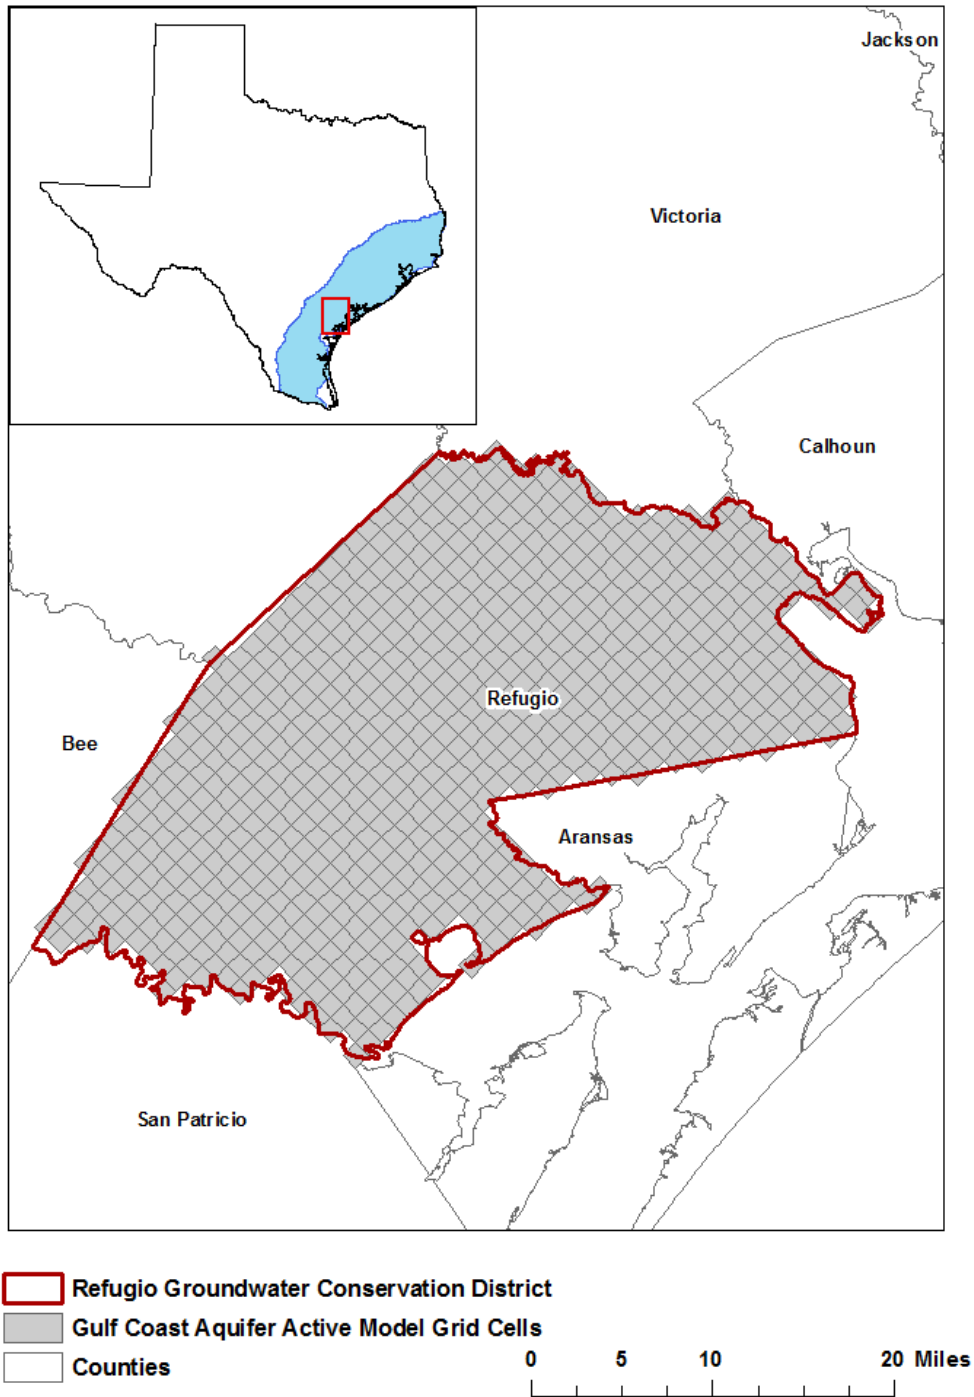 Jackson
Victoria
Calhoun
Refugio
Bee
Aransas
San Patricio
Refugio Groundwater Conservation District
Gulf Coast Aquifer Active Model Grid Cells
Counties
0 5 10 20 Miles